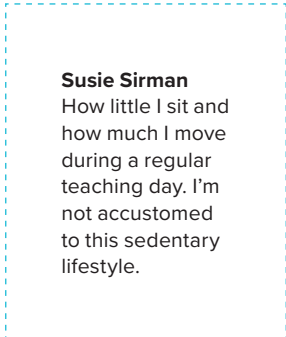 Susie Sirman
How little I sit and
how much I move
during a regular
teaching day. I’m
not accustomed
to this sedentary
lifestyle.